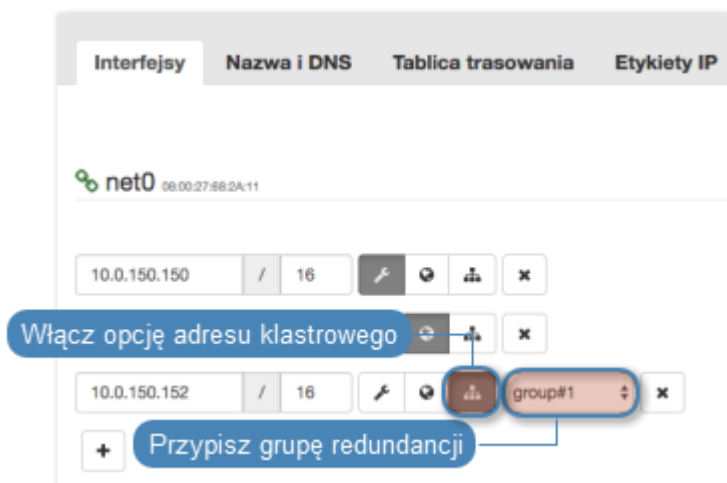 Interfejsy Nazwa i DNS Tablica trasowania Etykiety IP
net0 08:00:27:68:2A:11
10.0.150.150 / 16
Włącz opcję adresu klastrowego
10.0.150.152 / 16 group#1
Przypisz grupę redundancji